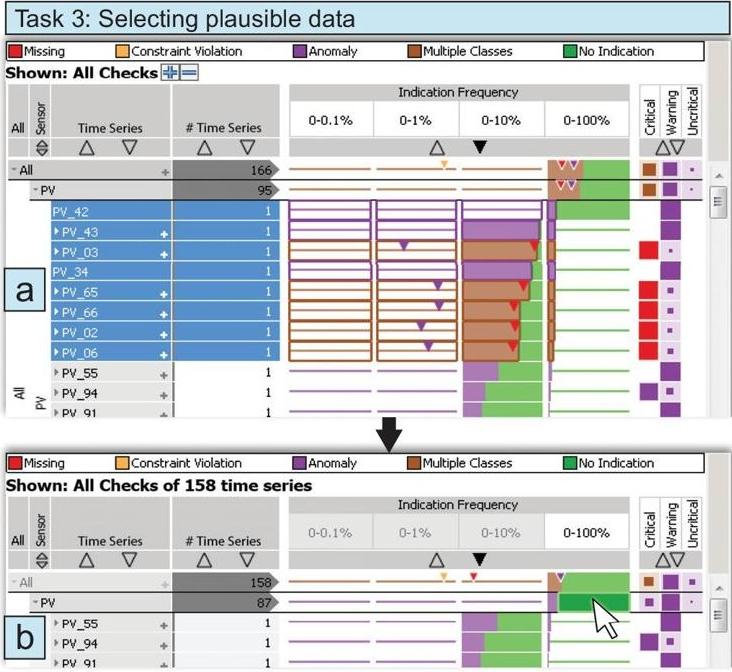 Task 3: Selecting plausible data
Missing Constraint Violation Anomaly Multiple Classes No Indication
Shown: All Checks
Indication Frequency
All Sensor Time Series # Time Series 0-0.1% 0-1% 0-10% 0-100% Critical Warning Uncritical
All 166
PV 95
PV_42 1
PV_43 1
PV_03 1
a
PV_34 1
PV_65 1
PV_66 1
PV_02 1
PV_06 1
PV_55 1
All PV PV_94 1
PV_91 1
Missing Constraint Violation Anomaly Multiple Classes No Indication
Shown: All Checks of 158 time series
Indication Frequency
All Sensor Time Series # Time Series 0-0.1% 0-1% 0-10% 0-100% Critical Warning Uncritical
All 158
PV 87
b
PV_55 1
PV_94 1
PV_91 1